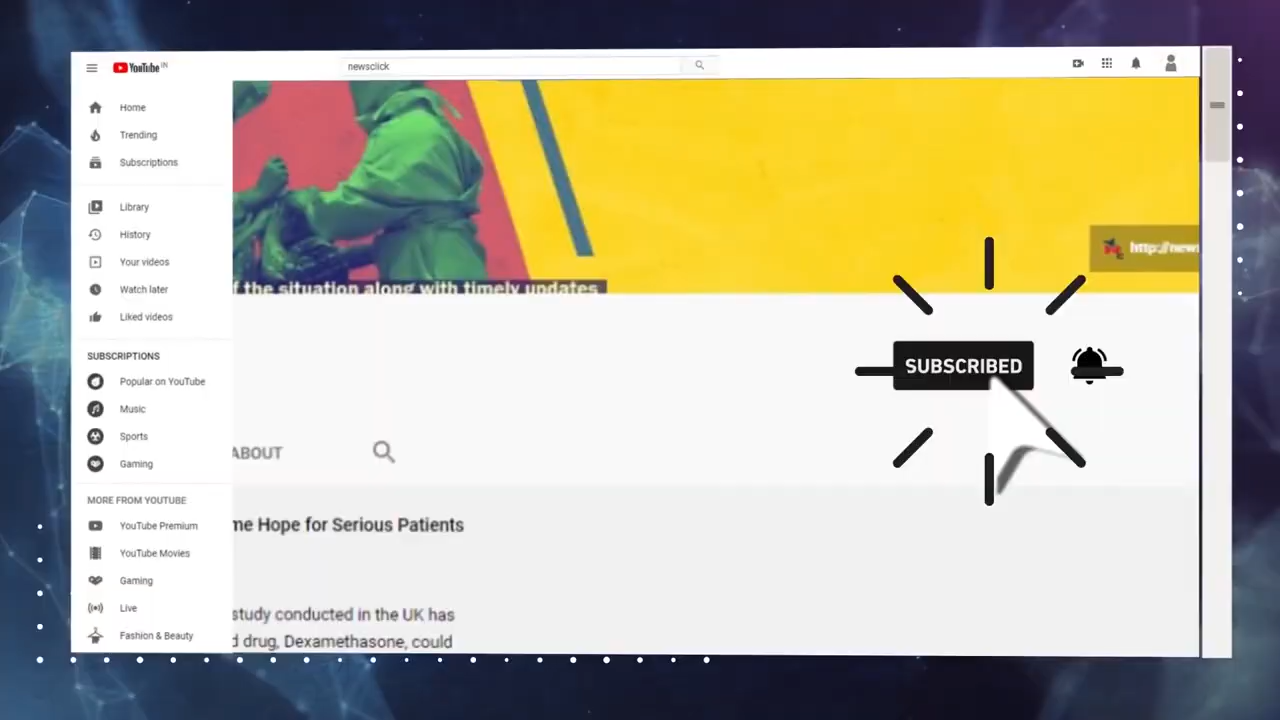 YouTube IN
newsclick
Home
Trending
Subscriptions
Library
History
Your videos
Watch later
Liked videos
SUBSCRIPTIONS
Popular on YouTube
Music
Sports
Gaming
MORE FROM YOUTUBE
YouTube Premium
YouTube Movies
Gaming
Live
Fashion & Beauty
f the situation along with timely updates
http://new
SUBSCRIBED
ABOUT
me Hope for Serious Patients
study conducted in the UK has
d drug, Dexamethasone, could